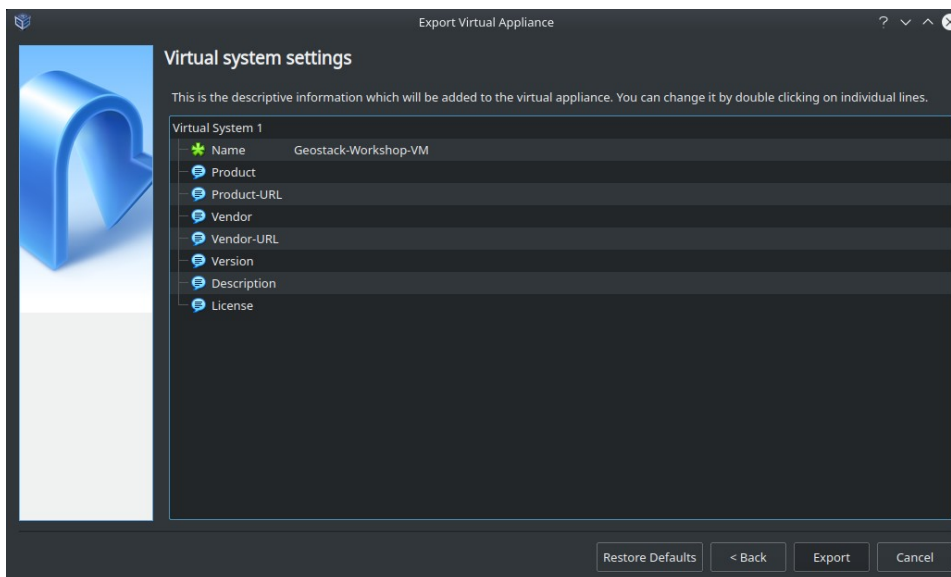 Export Virtual Appliance
Virtual system settings
This is the descriptive information which will be added to the virtual appliance. You can change it by double clicking on individual lines.
Virtual System 1
Name Geostack-Workshop-VM
Product
Product-URL
Vendor
Vendor-URL
Version
Description
License
Restore Defaults < Back Export Cancel